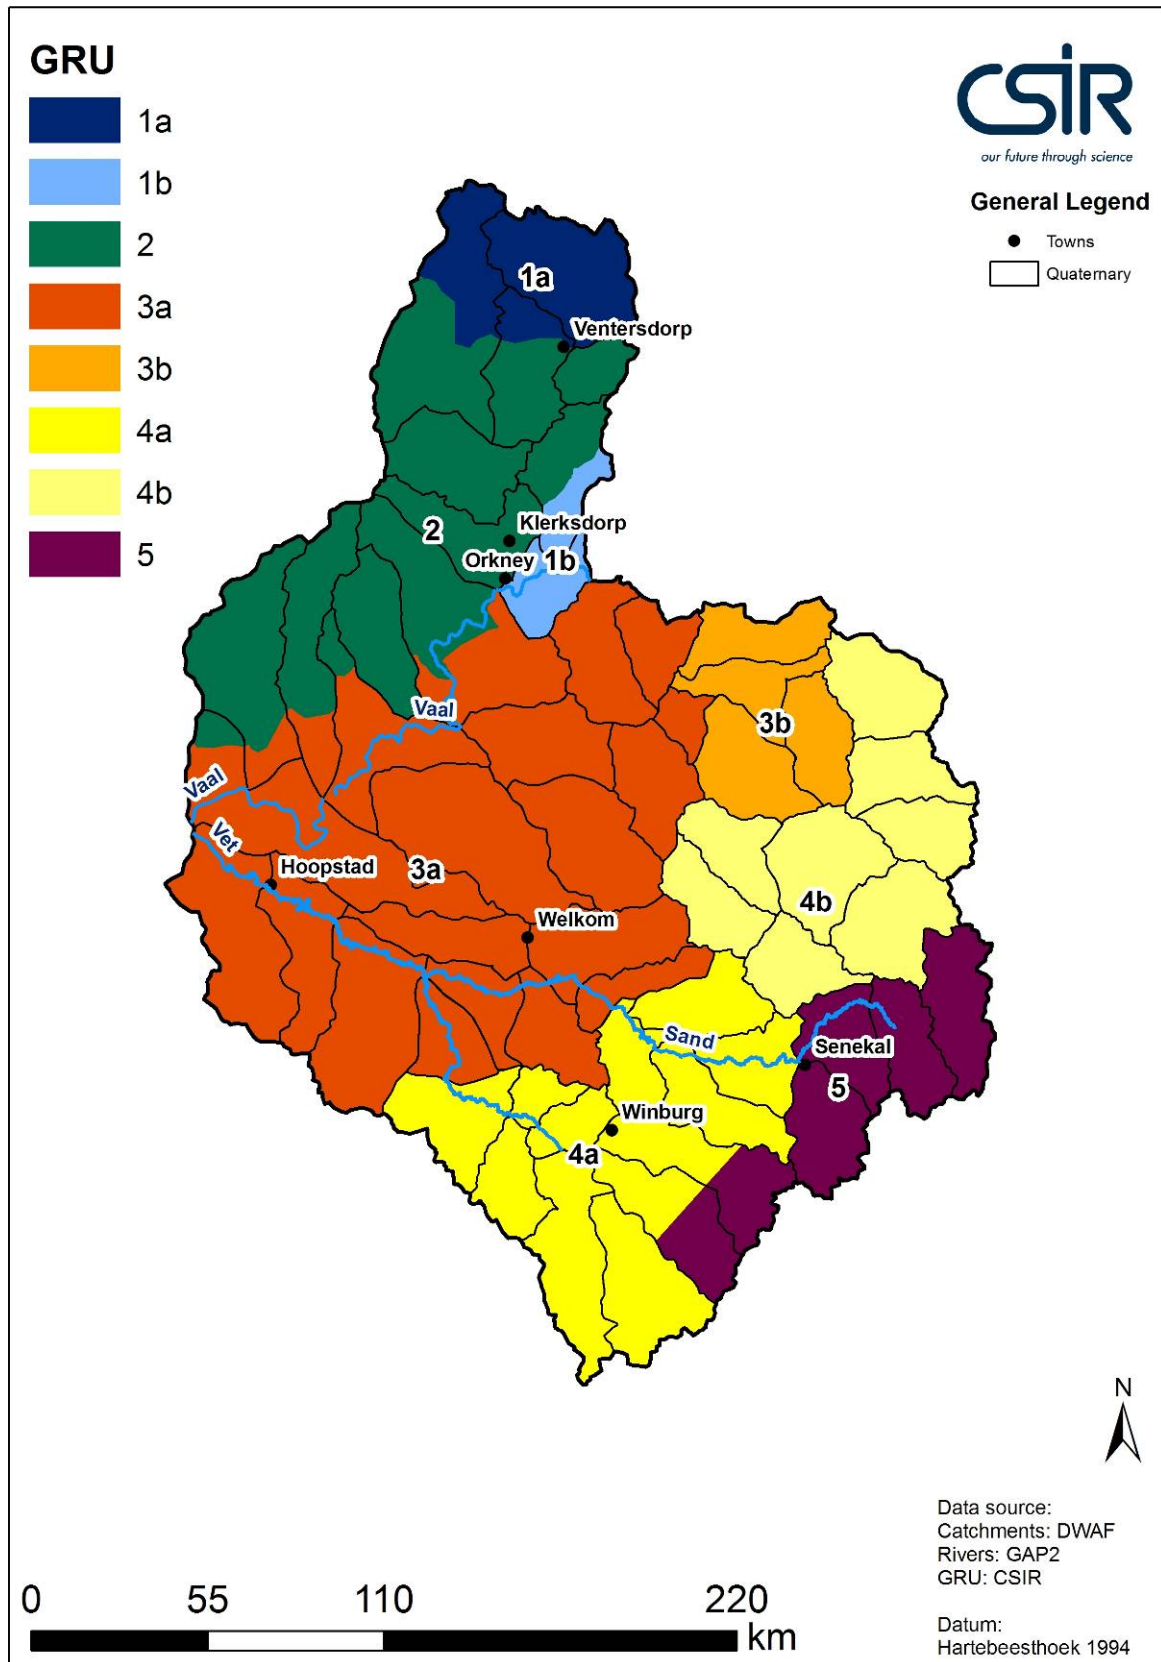 GRU
1a
1b
2
3a
3b
4a
4b
5
CSIR
our future through science
General Legend
Towns
Quaternary
1a
Ventersdorp
2
Klerksdorp
Orkney
1b
Vaal
3b
Vaal
Vet
Hoopstad
3a
4b
Welkom
Sand
Senekal
5
Winburg
4a
N
Data source:
Catchments: DWAF
Rivers: GAP2
GRU: CSIR
Datum:
Hartebeesthoek 1994
0 55 110 220
km